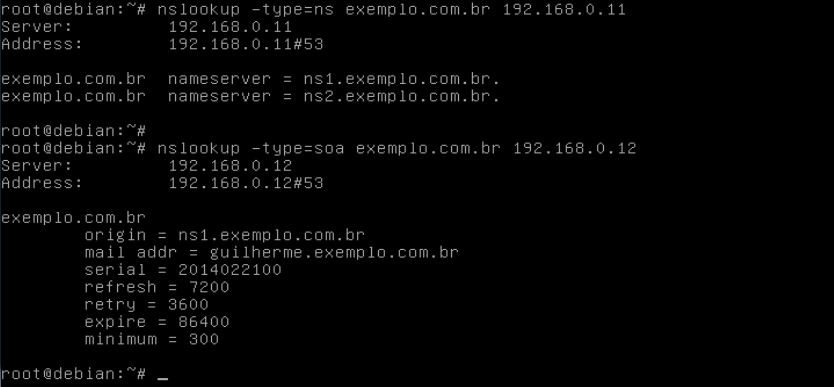 root@debian:~# nslookup -type=ns exemplo.com.br 192.168.0.11
Server:         192.168.0.11
Address:        192.168.0.11#53
exemplo.com.br  nameserver = ns1.exemplo.com.br.
exemplo.com.br  nameserver = ns2.exemplo.com.br.
root@debian:~#
root@debian:~# nslookup -type=soa exemplo.com.br 192.168.0.12
Server:         192.168.0.12
Address:        192.168.0.12#53
exemplo.com.br
        origin = ns1.exemplo.com.br
        mail addr = guilherme.exemplo.com.br
        serial = 2014022100
        refresh = 7200
        retry = 3600
        expire = 86400
        minimum = 300
root@debian:~# _